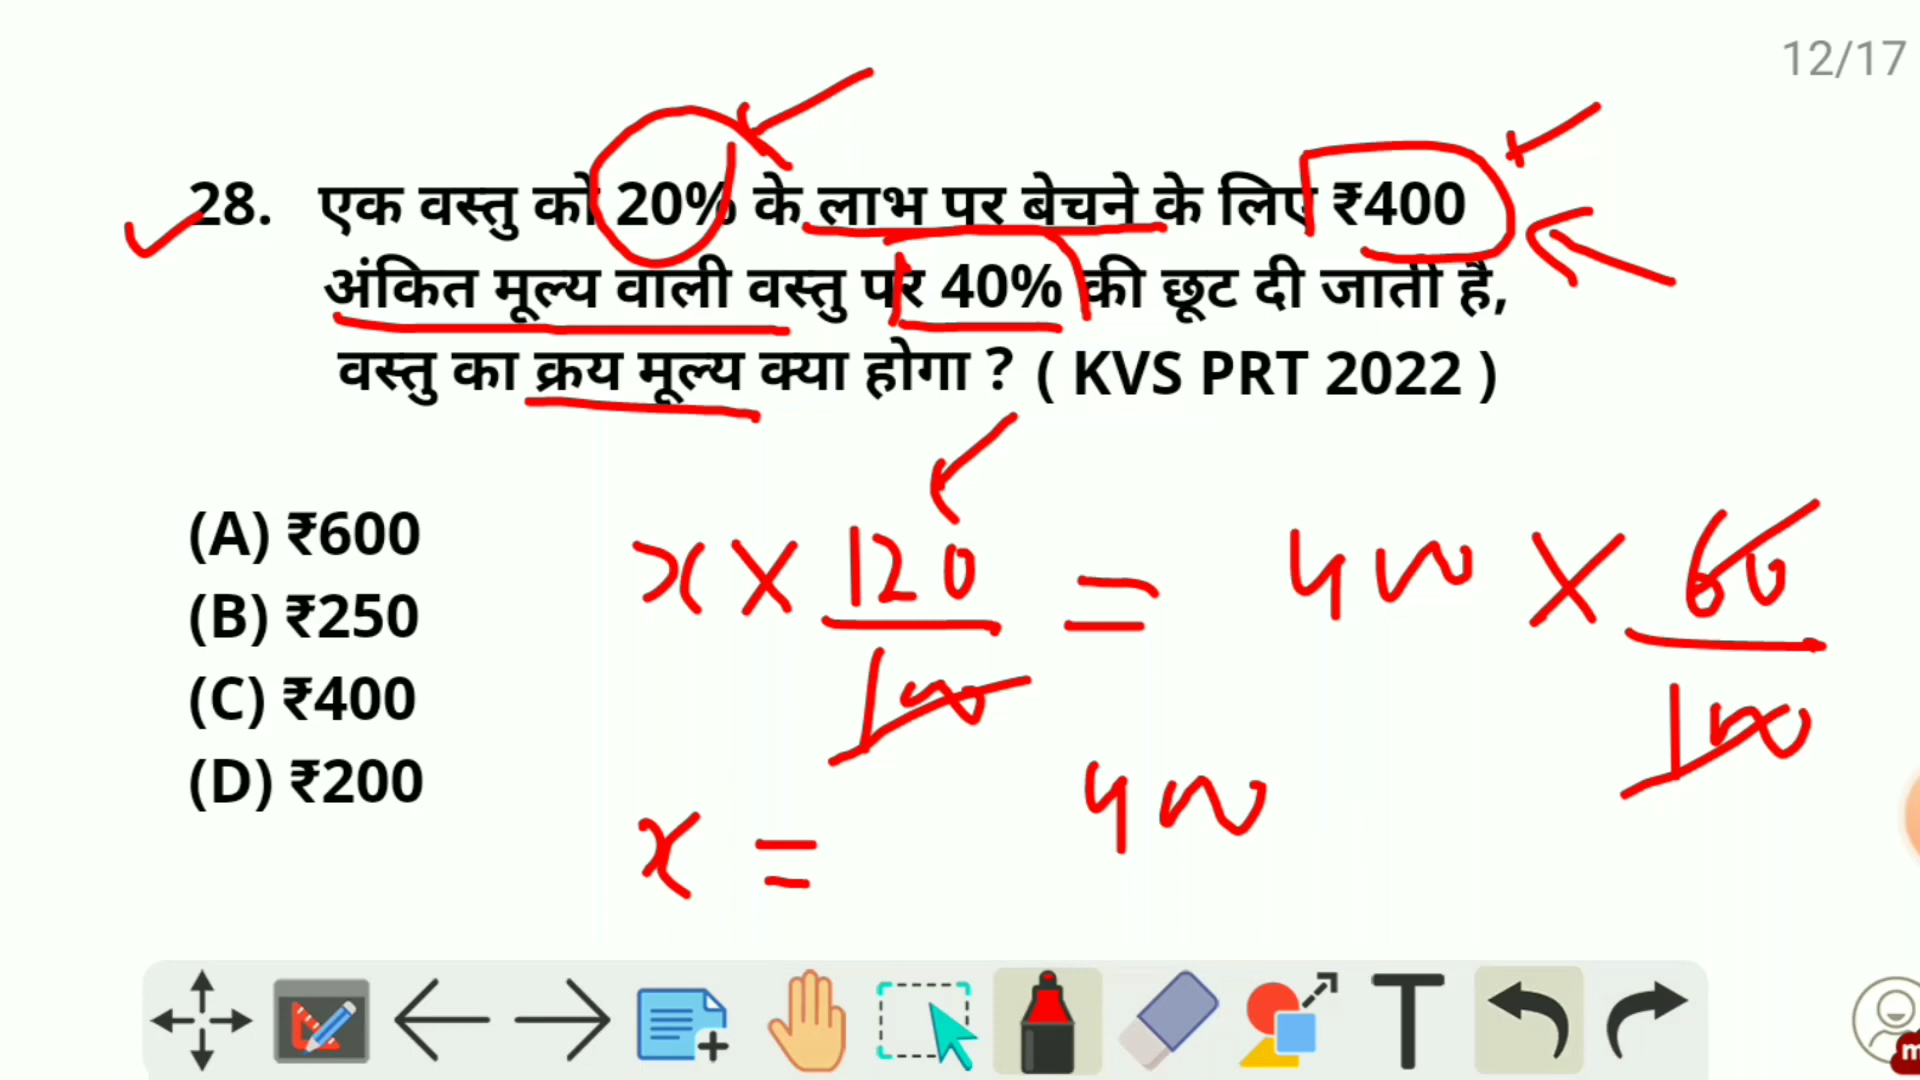 12/17
28. एक वस्तु को 20% के लाभ पर बेचने के लिए ₹400
अंकित मूल्य वाली वस्तु पर 40% की छूट दी जाती है,
वस्तु का क्रय मूल्य क्या होगा ? ( KVS PRT 2022 )
(A) ₹600
(B) ₹250
(C) ₹400
(D) ₹200
x × 120/100 = 400 × 60/100
x = 400
T
m